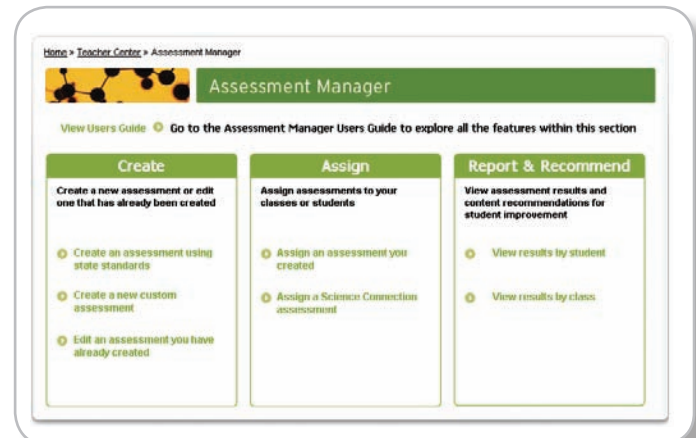 Home » Teacher Center » Assessment Manager
Assessment Manager
View Users Guide Go to the Assessment Manager Users Guide to explore all the features within this section
Create
Create a new assessment or edit
one that has already been created
Create an assessment using
state standards
Create a new custom
assessment
Edit an assessment you have
already created
Assign
Assign assessments to your
classes or students
Assign an assessment you
created
Assign a Science Connection
assessment
Report & Recommend
View assessment results and
content recommendations for
student improvement
View results by student
View results by class